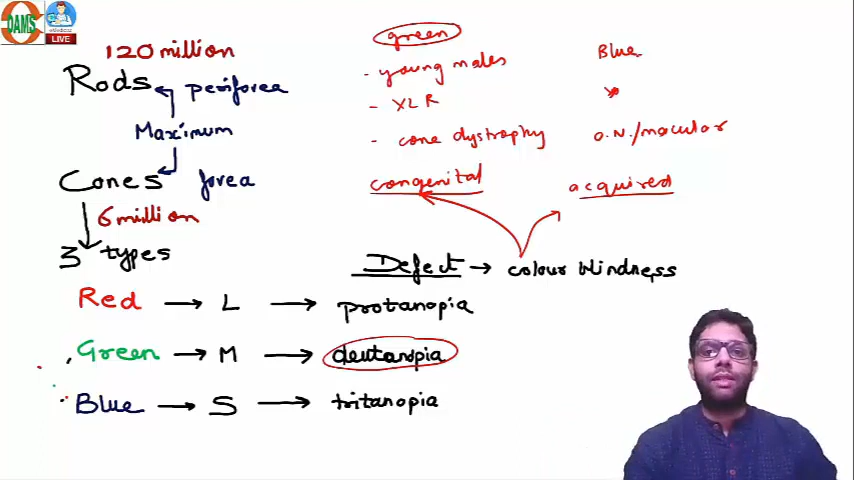 DAMS
eMedicoz
LIVE
120 million
Rods perifovea
Maximum
Cones fovea
6 million
3 types
Red → L → protanopia
Green → M → deutanopia
Blue → S → tritanopia
green
- young males
- XLR
- cone dystrophy
congenital
Blue
O.N./macular
acquired
Defect → colour blindness